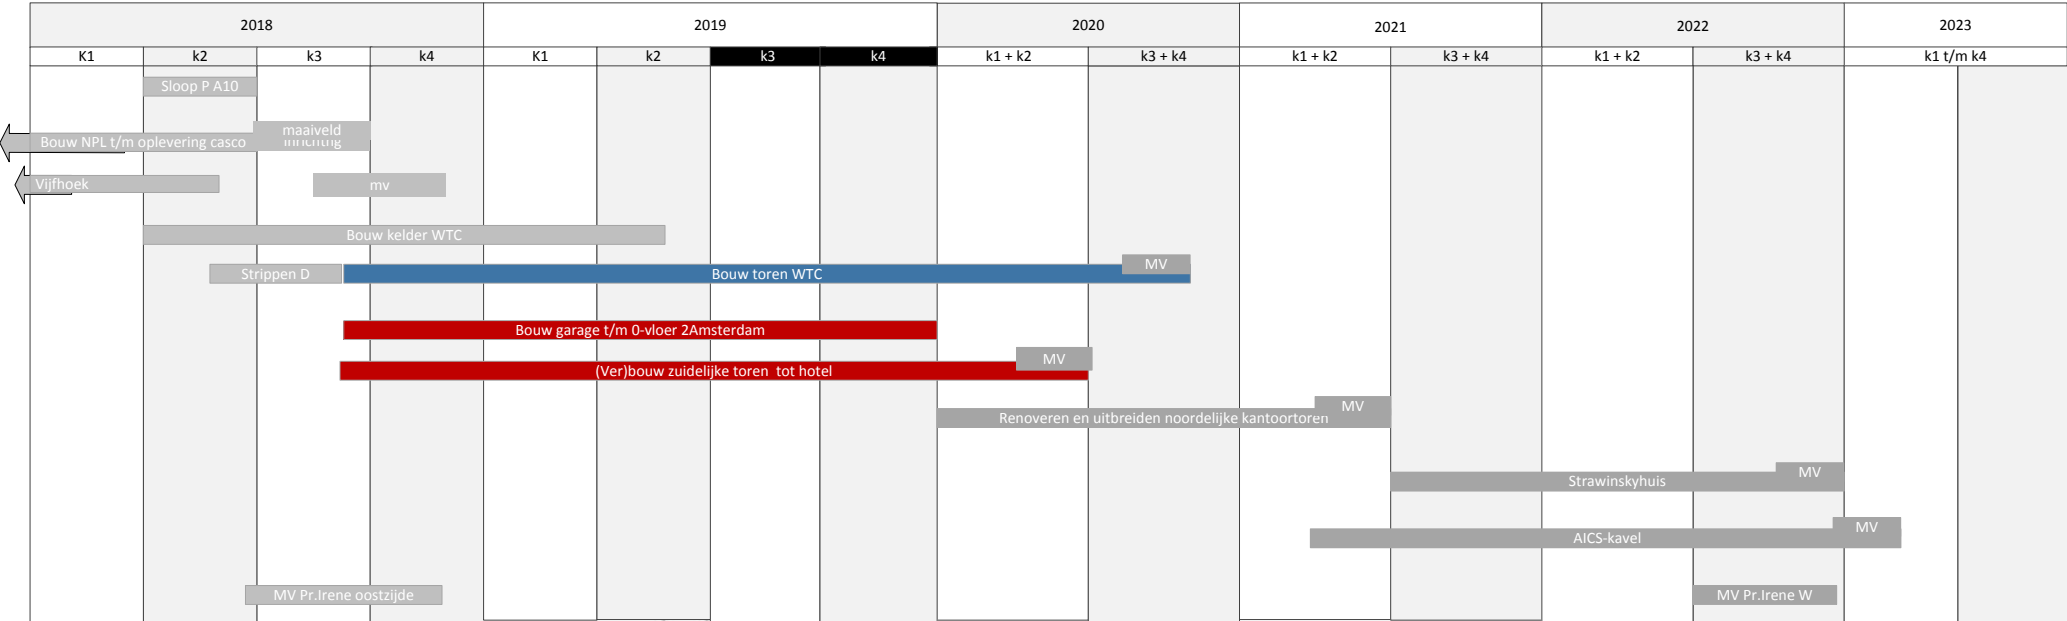 2018 2019 2020 2021 2022 2023
K1 k2 k3 k4 K1 k2 k3 k4 k1 + k2 k3 + k4 k1 + k2 k3 + k4 k1 + k2 k3 + k4 k1 t/m k4
Sloop P A10
maaiveld
Bouw NPL t/m oplevering casco inrichting
Vijfhoek mv
Bouw kelder WTC
MV
Strippen D Bouw toren WTC
Bouw garage t/m 0-vloer 2Amsterdam
MV
(Ver)bouw zuidelijke toren tot hotel
MV
Renoveren en uitbreiden noordelijke kantoortoren
MV
Strawinskyhuis
MV
AICS-kavel
MV Pr.Irene oostzijde MV Pr.Irene W